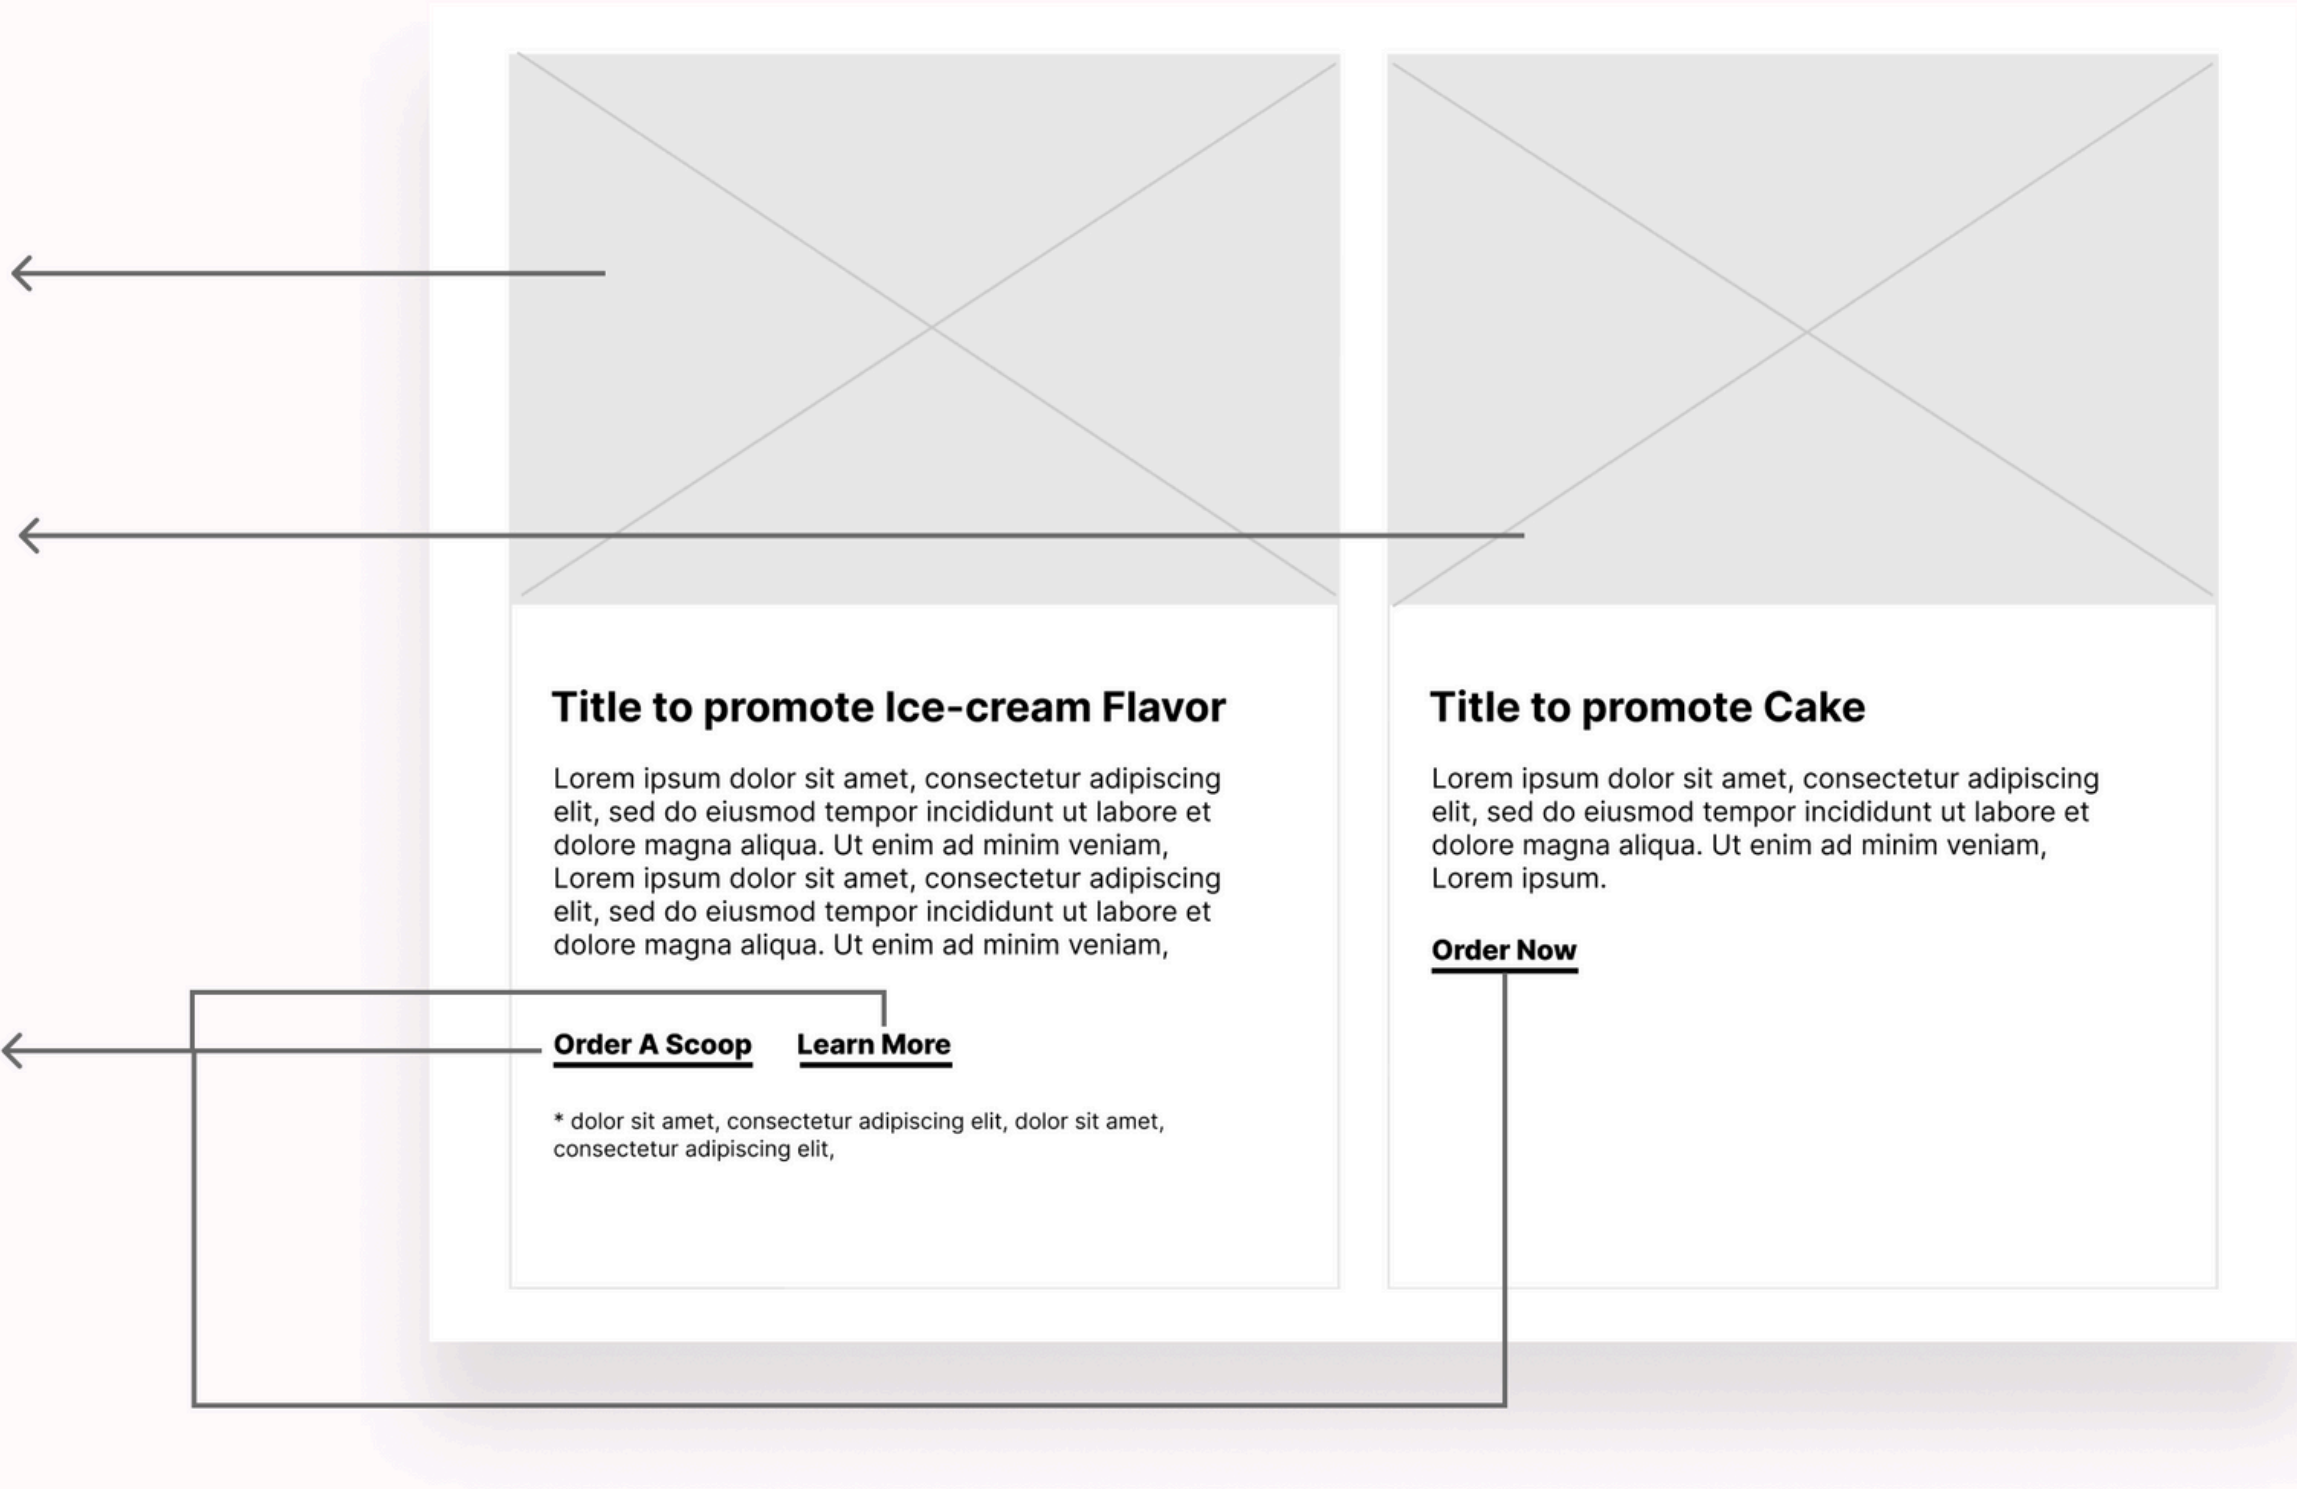 Title to promote Ice-cream Flavor
Lorem ipsum dolor sit amet, consectetur adipiscing
elit, sed do eiusmod tempor incididunt ut labore et
dolore magna aliqua. Ut enim ad minim veniam,
Lorem ipsum dolor sit amet, consectetur adipiscing
elit, sed do eiusmod tempor incididunt ut labore et
dolore magna aliqua. Ut enim ad minim veniam,
Order A Scoop Learn More
* dolor sit amet, consectetur adipiscing elit, dolor sit amet,
consectetur adipiscing elit,
Title to promote Cake
Lorem ipsum dolor sit amet, consectetur adipiscing
elit, sed do eiusmod tempor incididunt ut labore et
dolore magna aliqua. Ut enim ad minim veniam,
Lorem ipsum.
Order Now